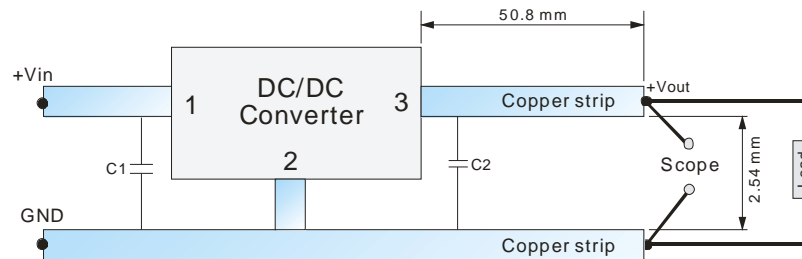 50.8 mm
+Vin
DC/DC
Converter
1
3
2
Copper strip
+Vout
C1
C2
Scope
2.54 mm
GND
Copper strip